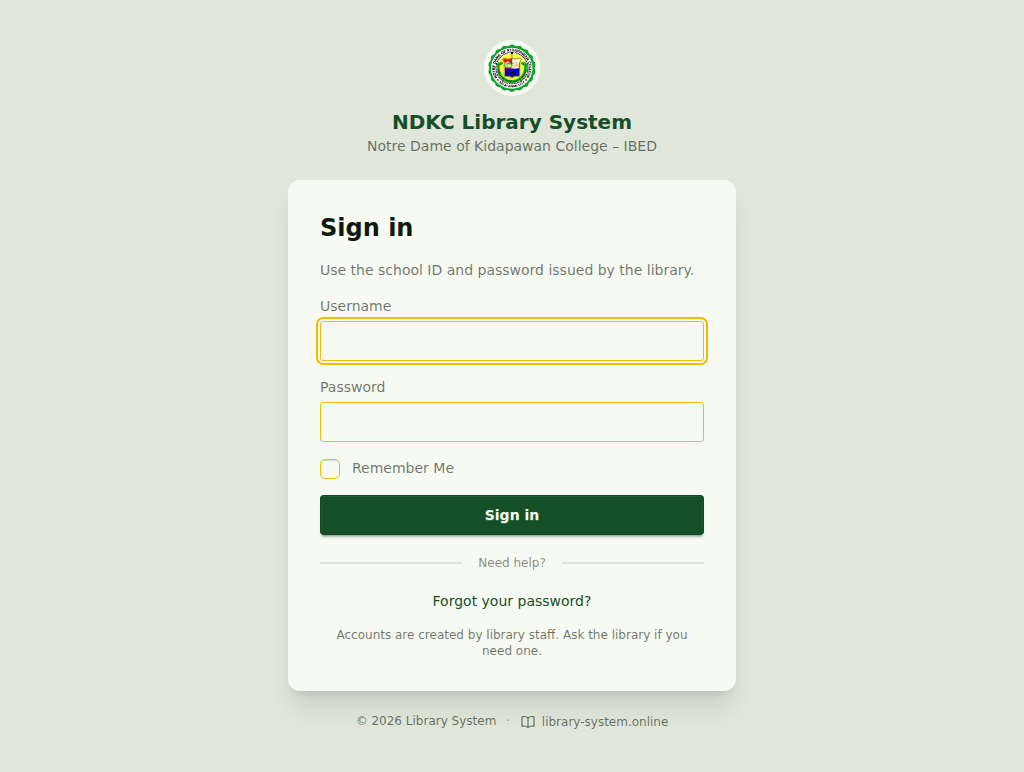 NDKC Library System
Notre Dame of Kidapawan College – IBED
Sign in
Use the school ID and password issued by the library.
Username
Password
Remember Me
Sign in
Need help?
Forgot your password?
Accounts are created by library staff. Ask the library if you
need one.
© 2026 Library System · library-system.online